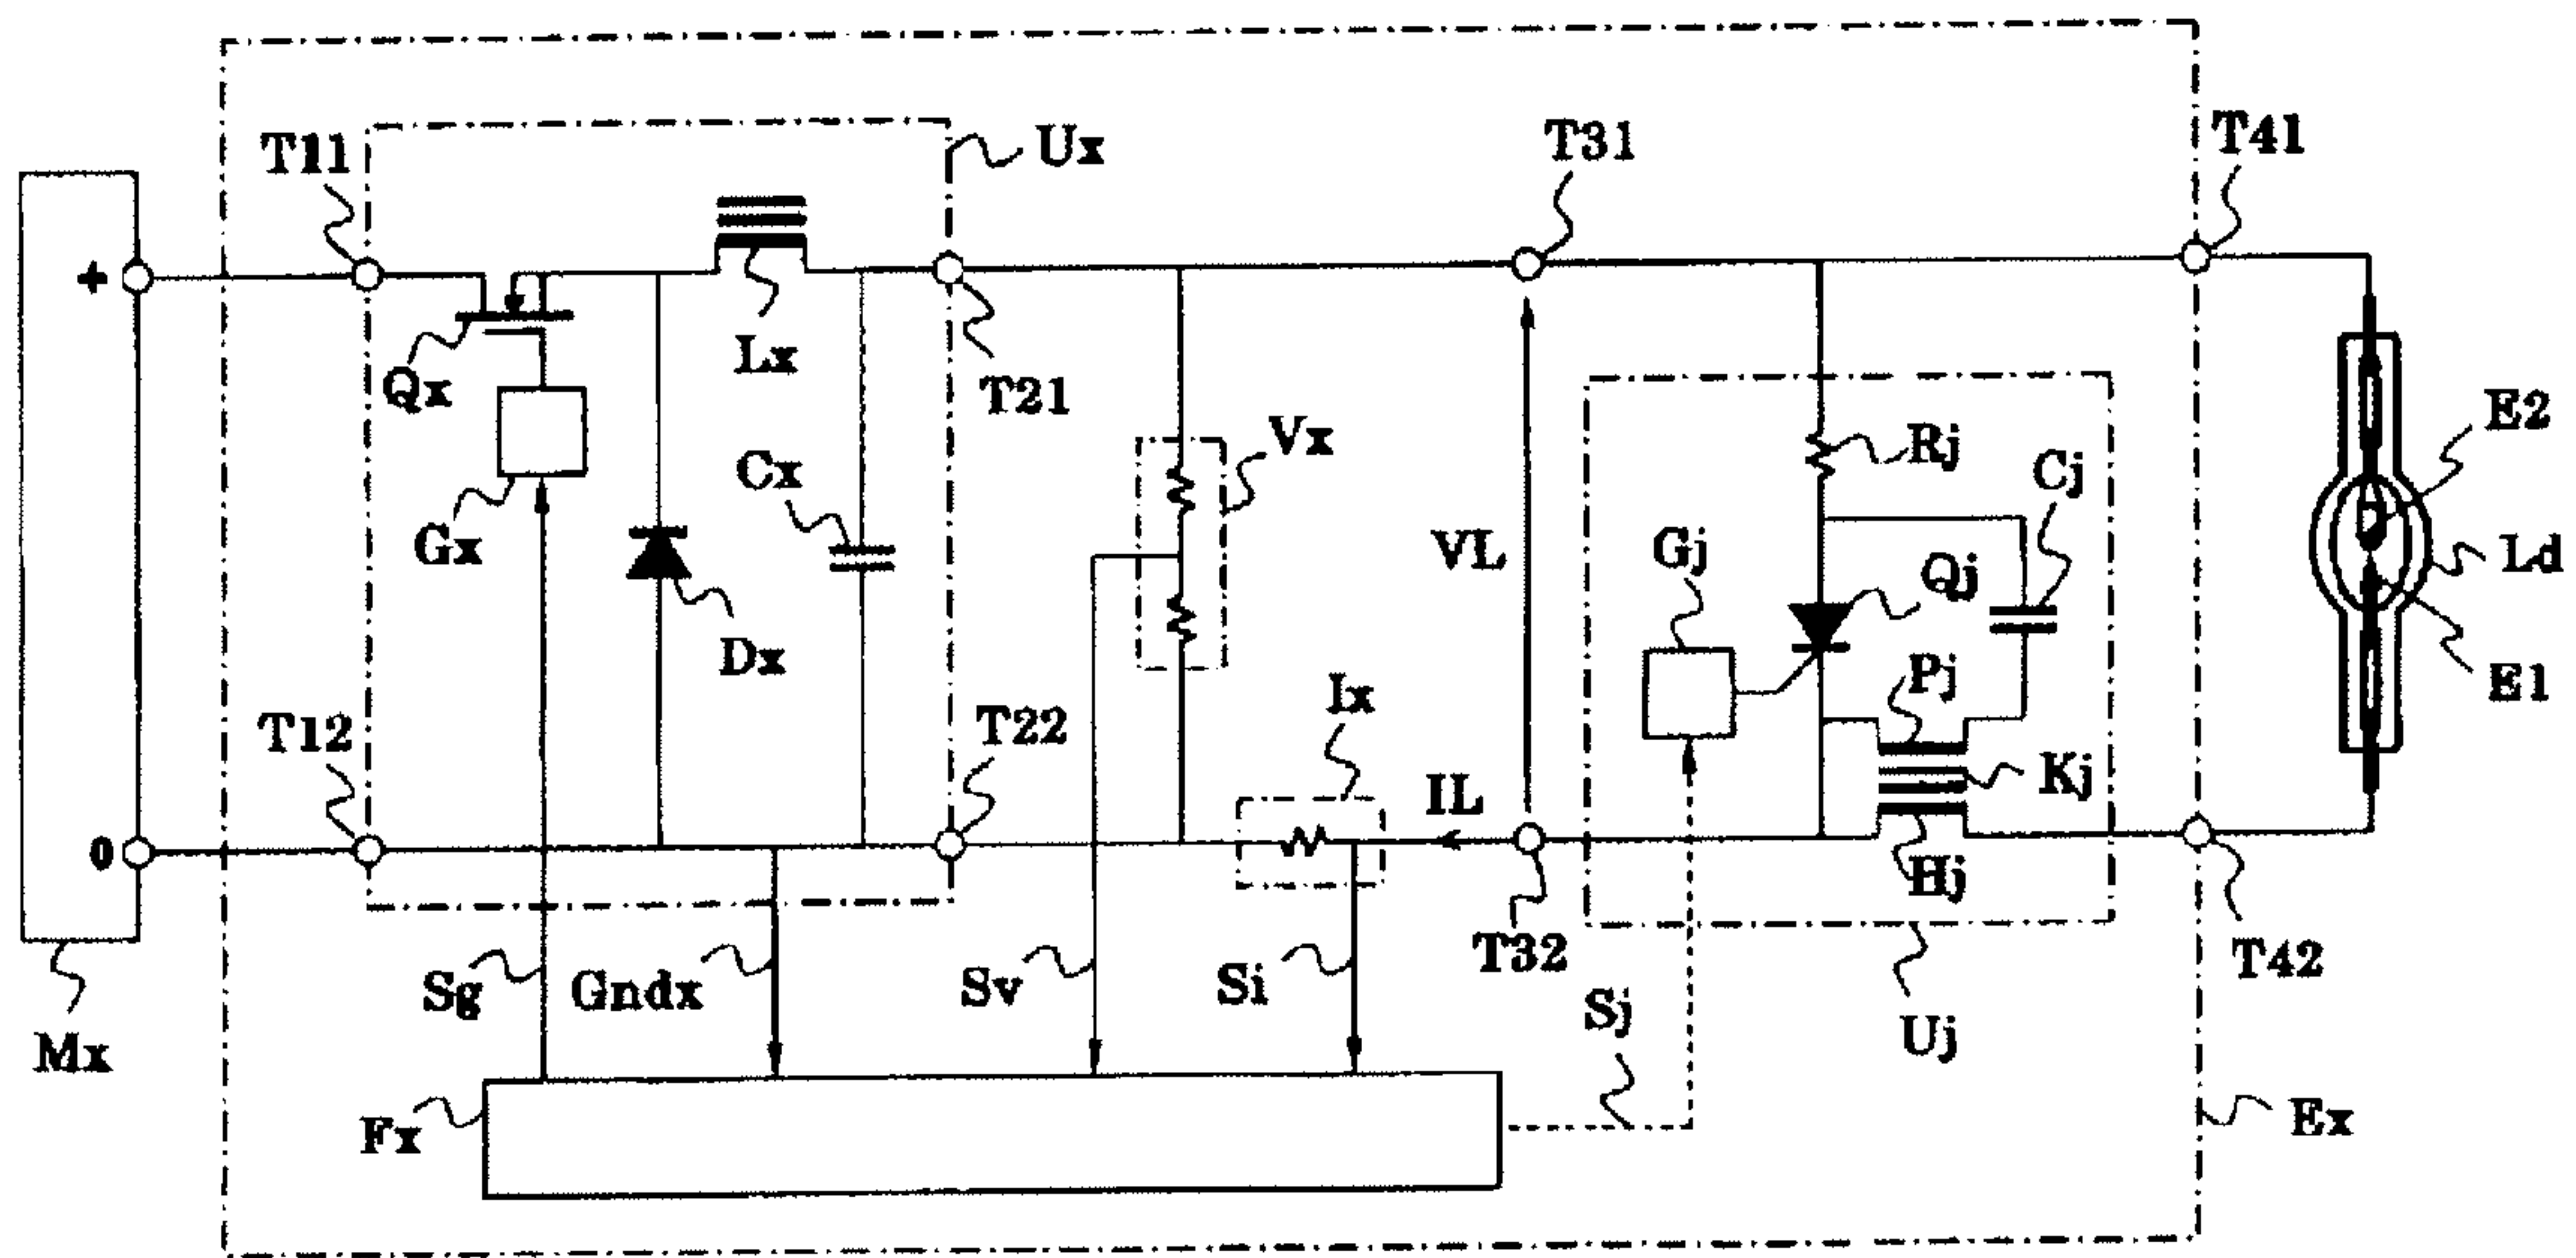 T11
Ux
T31
T41
+
Qx
Lx
T21
Vx
Rj
Cj
E2
Cx
Gx
VL
Gj
Qj
Ld
Dx
Ix
Pj
E1
T12
T22
IL
Kj
0
Hj
T32
T42
Sg
Gndx
Sv
Si
Sj
Uj
Mx
Fx
Ex